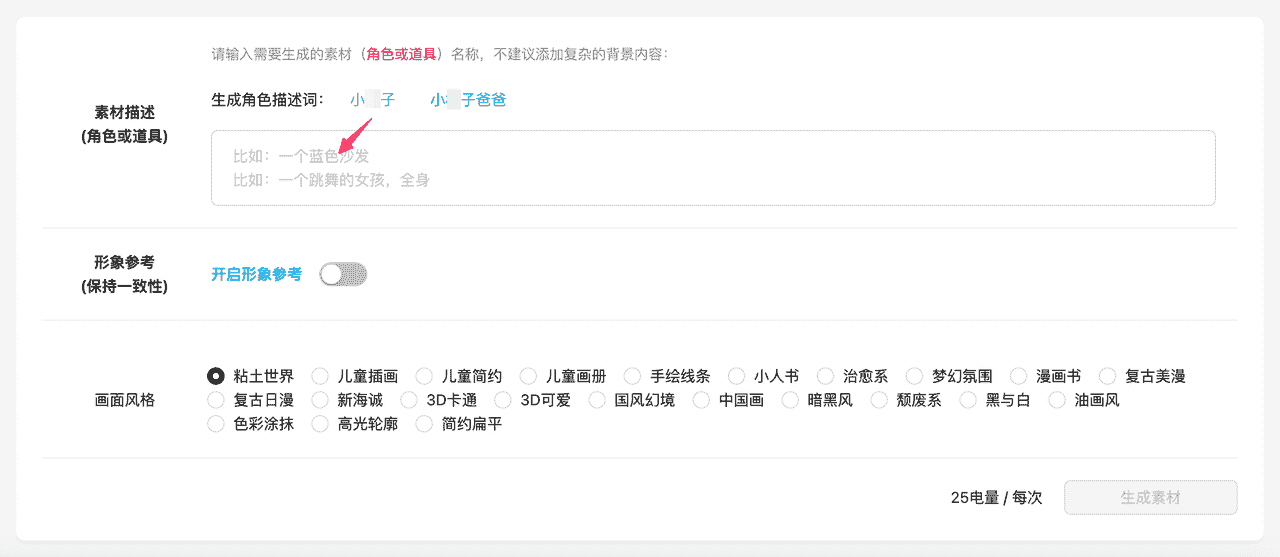 请输入需要生成的素材（角色或道具）名称，不建议添加复杂的背景内容：
素材描述
(角色或道具)
生成角色描述词： 小 子 小 子爸爸
比如：一个蓝色沙发
比如：一个跳舞的女孩，全身
形象参考
(保持一致性)
开启形象参考
画面风格
粘土世界 儿童插画 儿童简约 儿童画册 手绘线条 小人书 治愈系 梦幻氛围 漫画书 复古美漫
复古日漫 新海诚 3D卡通 3D可爱 国风幻境 中国画 暗黑风 颓废系 黑与白 油画风
色彩涂抹 高光轮廓 简约扁平
25电量 / 每次 生成素材